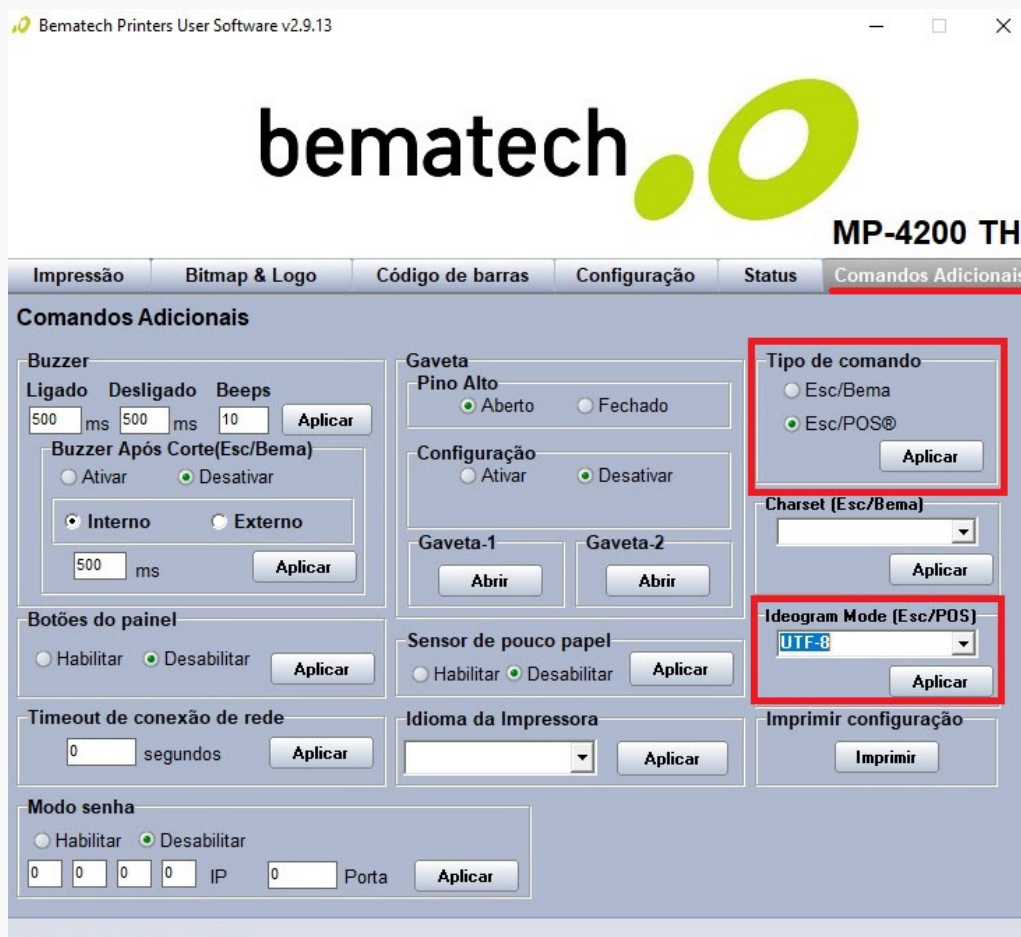 Bematech Printers User Software v2.9.13
bematech
MP-4200 TH
Impressão Bitmap & Logo Código de barras Configuração Status Comandos Adicionais
Comandos Adicionais
Buzzer
Ligado Desligado Beeps
500 ms 500 ms 10 Aplicar
Buzzer Após Corte(Esc/Bema)
Ativar Desativar
Interno Externo
500 ms Aplicar
Botões do painel
Habilitar Desabilitar Aplicar
Timeout de conexão de rede
0 segundos Aplicar
Modo senha
Habilitar Desabilitar
0 0 0 0 IP 0 Porta Aplicar
Gaveta
Pino Alto
Aberto Fechado
Configuração
Ativar Desativar
Gaveta-1 Gaveta-2
Abrir Abrir
Sensor de pouco papel
Habilitar Desabilitar Aplicar
Idioma da Impressora
Aplicar
Tipo de comando
Esc/Bema
Esc/POS®
Aplicar
Charset (Esc/Bema)
Aplicar
Ideogram Mode (Esc/POS)
UTF-8
Aplicar
Imprimir configuração
Imprimir